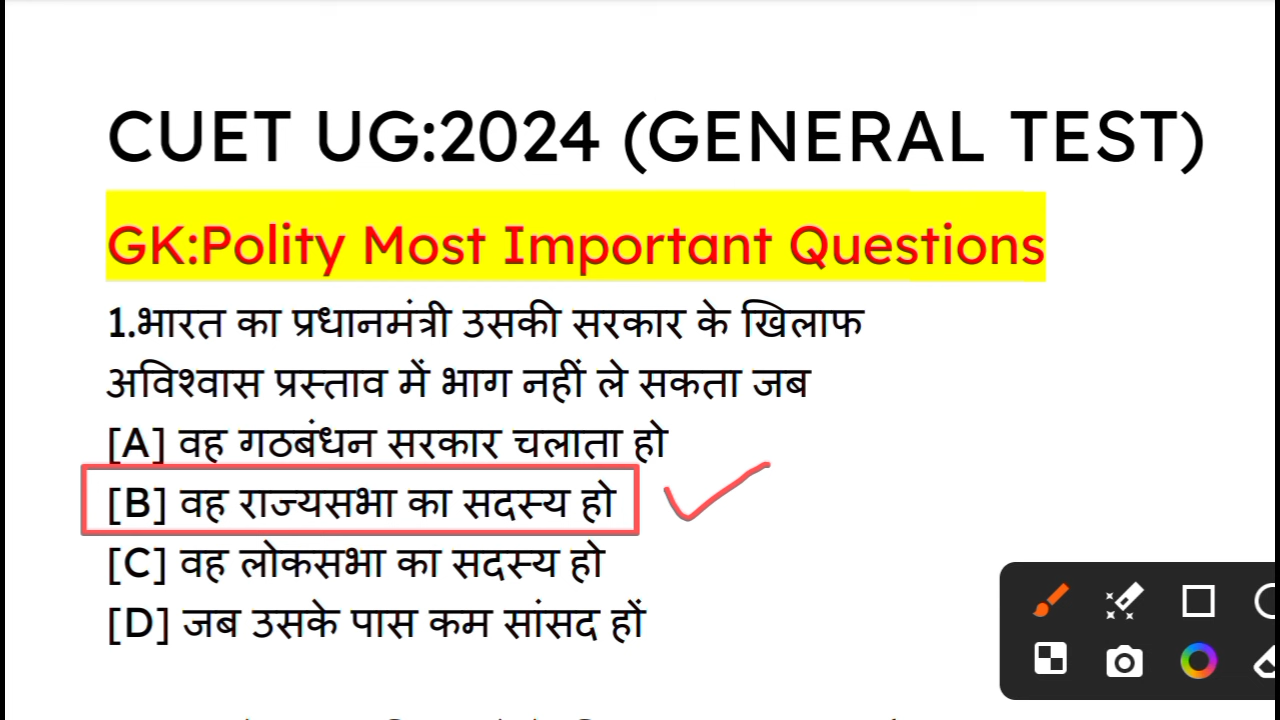 CUET UG:2024 (GENERAL TEST)
GK:Polity Most Important Questions
1.भारत का प्रधानमंत्री उसकी सरकार के खिलाफ
अविश्वास प्रस्ताव में भाग नहीं ले सकता जब
[A] वह गठबंधन सरकार चलाता हो
[B] वह राज्यसभा का सदस्य हो
[C] वह लोकसभा का सदस्य हो
[D] जब उसके पास कम सांसद हों